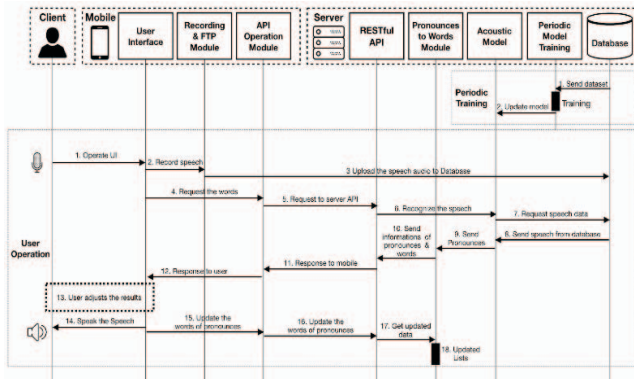 Client
Mobile
User
Interface
Recording
& FTP
Module
API
Operation
Module
Server
RESTful
API
Pronounces
to Words
Module
Acoustic
Model
Periodic
Model
Training
Database
Periodic
Training
1. Send dataset
2. Update model
Training
User
Operation
1. Operate UI
2. Record speech
3 Upload the speech audio to Database
4. Request the words
5. Request to server API
6. Recognize the speech
7. Request speech data
8. Send speech from database
9. Send
Pronounces
10. Send
informations of
pronounces &
words
11. Response to mobile
12. Response to user
13. User adjusts the results
14. Speak the Speech
15. Update the
words of pronounces
16. Update the
words of pronounces
17. Get updated
data
18. Updated
Lists